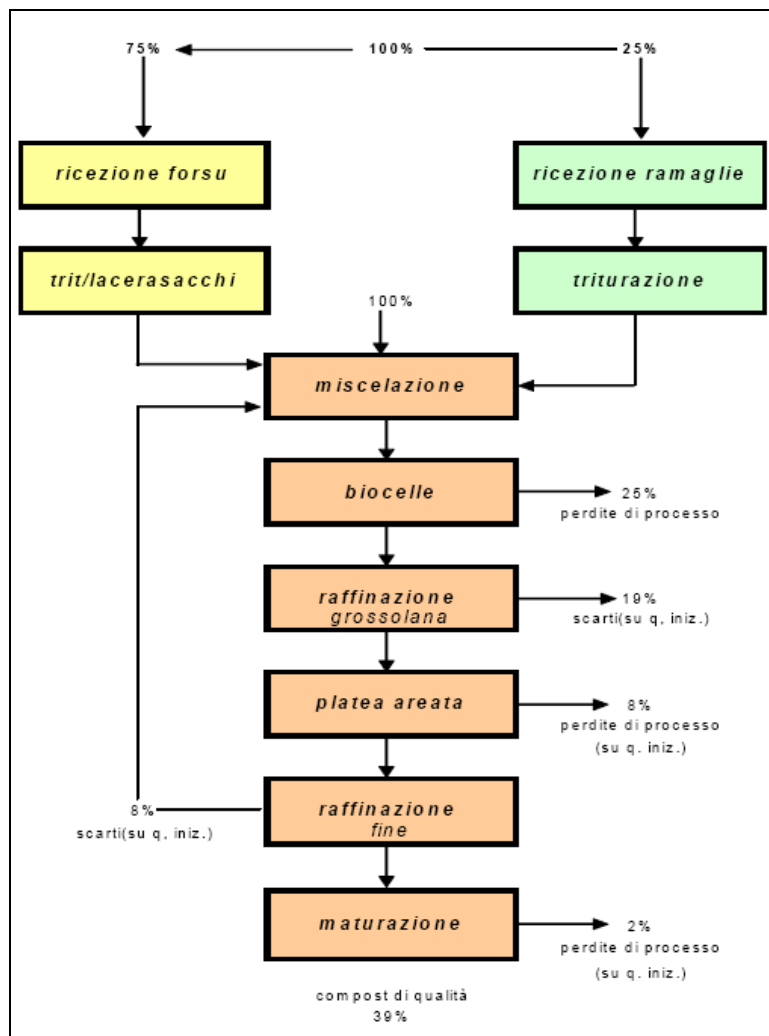 75%
100%
25%
ricezione forsu
ricezione ramaglie
trit/lacerasacchi
triturazione
100%
miscelazione
biocelle
25%
perdite di processo
raffinazione
grossolana
19%
scarti(su q, iniz.)
platea areata
8%
perdite di processo
(su q. iniz.)
8%
scarti(su q, iniz.)
raffinazione
fine
maturazione
2%
perdite di processo
(su q. iniz.)
compost di qualità
39%